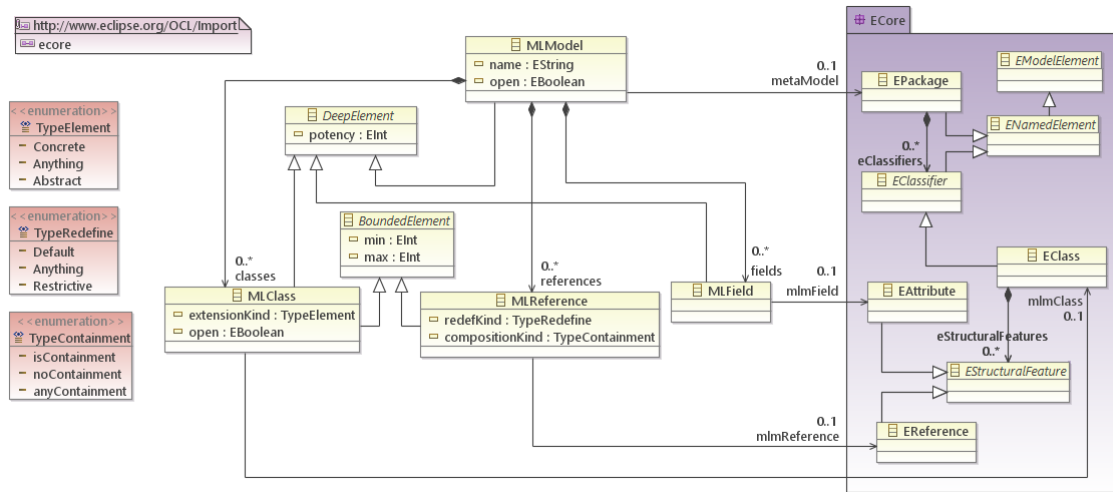 http://www.eclipse.org/OCL/Import
ecore
<<enumeration>>
TypeElement
Concrete
Anything
Abstract
<<enumeration>>
TypeRedefine
Default
Anything
Restrictive
<<enumeration>>
TypeContainment
isContainment
noContainment
anyContainment
MLModel
name : EString
open : EBoolean
DeepElement
potency : EInt
BoundedElement
min : EInt
max : EInt
0..*
classes
MLClass
extensionKind : TypeElement
open : EBoolean
0..*
references
MLReference
redefKind : TypeRedefine
compositionKind : TypeContainment
0..*
fields
MLField
0..1
metaModel
0..1
mlmField
0..1
mlmReference
ECore
EModelElement
EPackage
ENamedElement
0..*
eClassifiers
EClassifier
EClass
EAttribute
mlmClass
0..1
eStructuralFeatures
0..*
EStructuralFeature
EReference